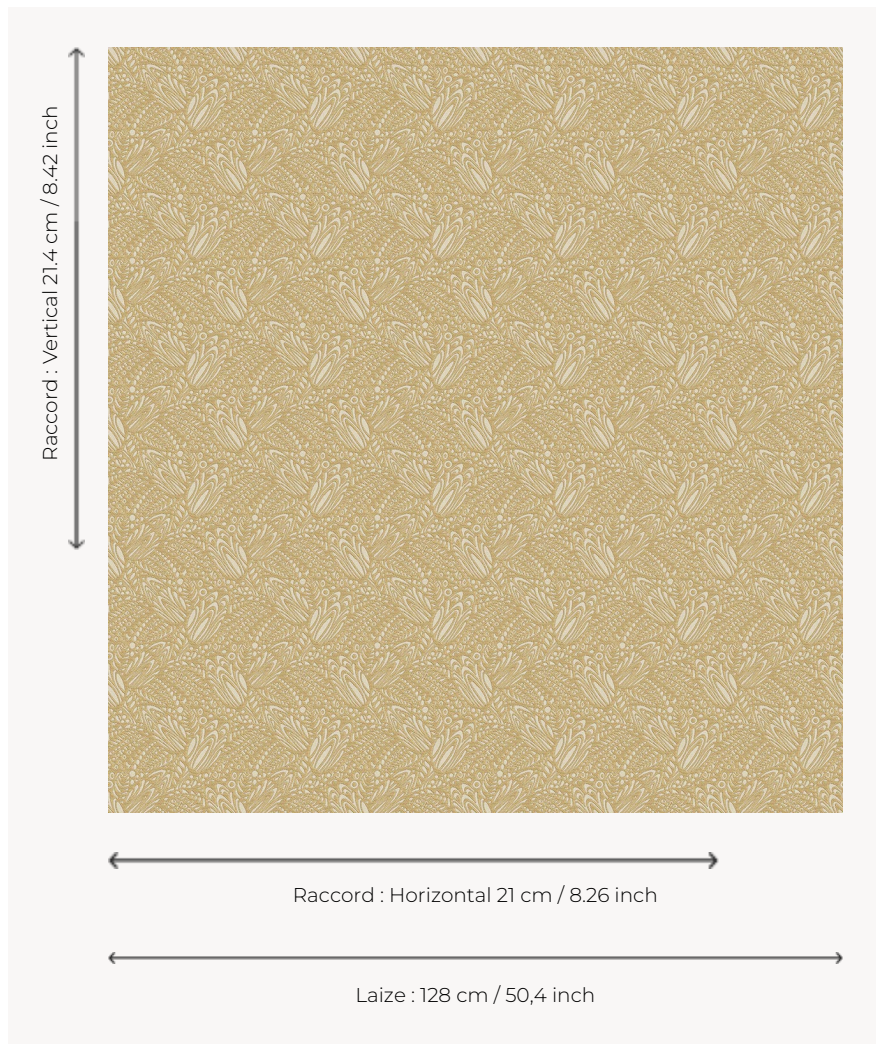 Raccord : Vertical 21.4 cm / 8.42 inch
Raccord : Horizontal 21 cm / 8.26 inch
Laize : 128 cm / 50,4 inch